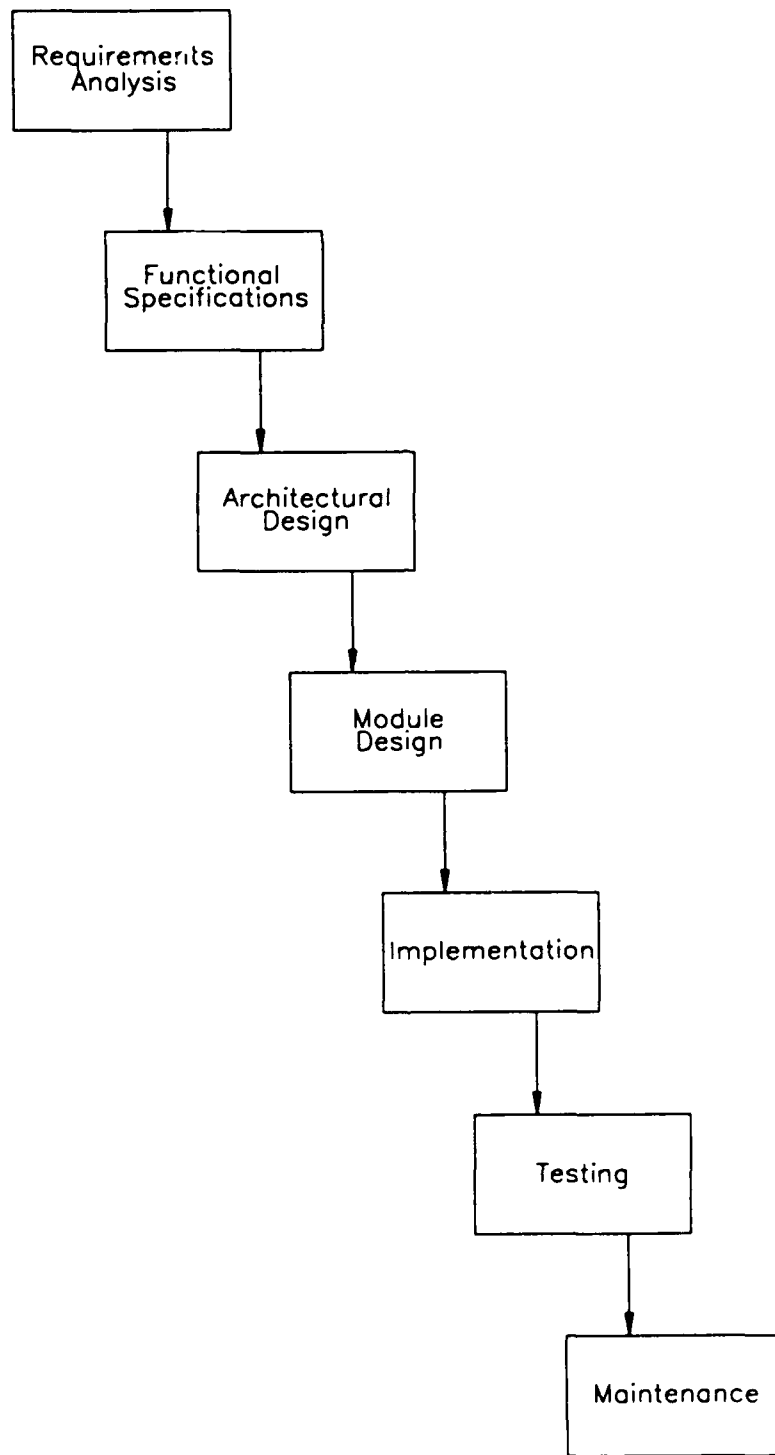 Requirements
Analysis
Functional
Specifications
Architectural
Design
Module
Design
Implementation
Testing
Maintenance